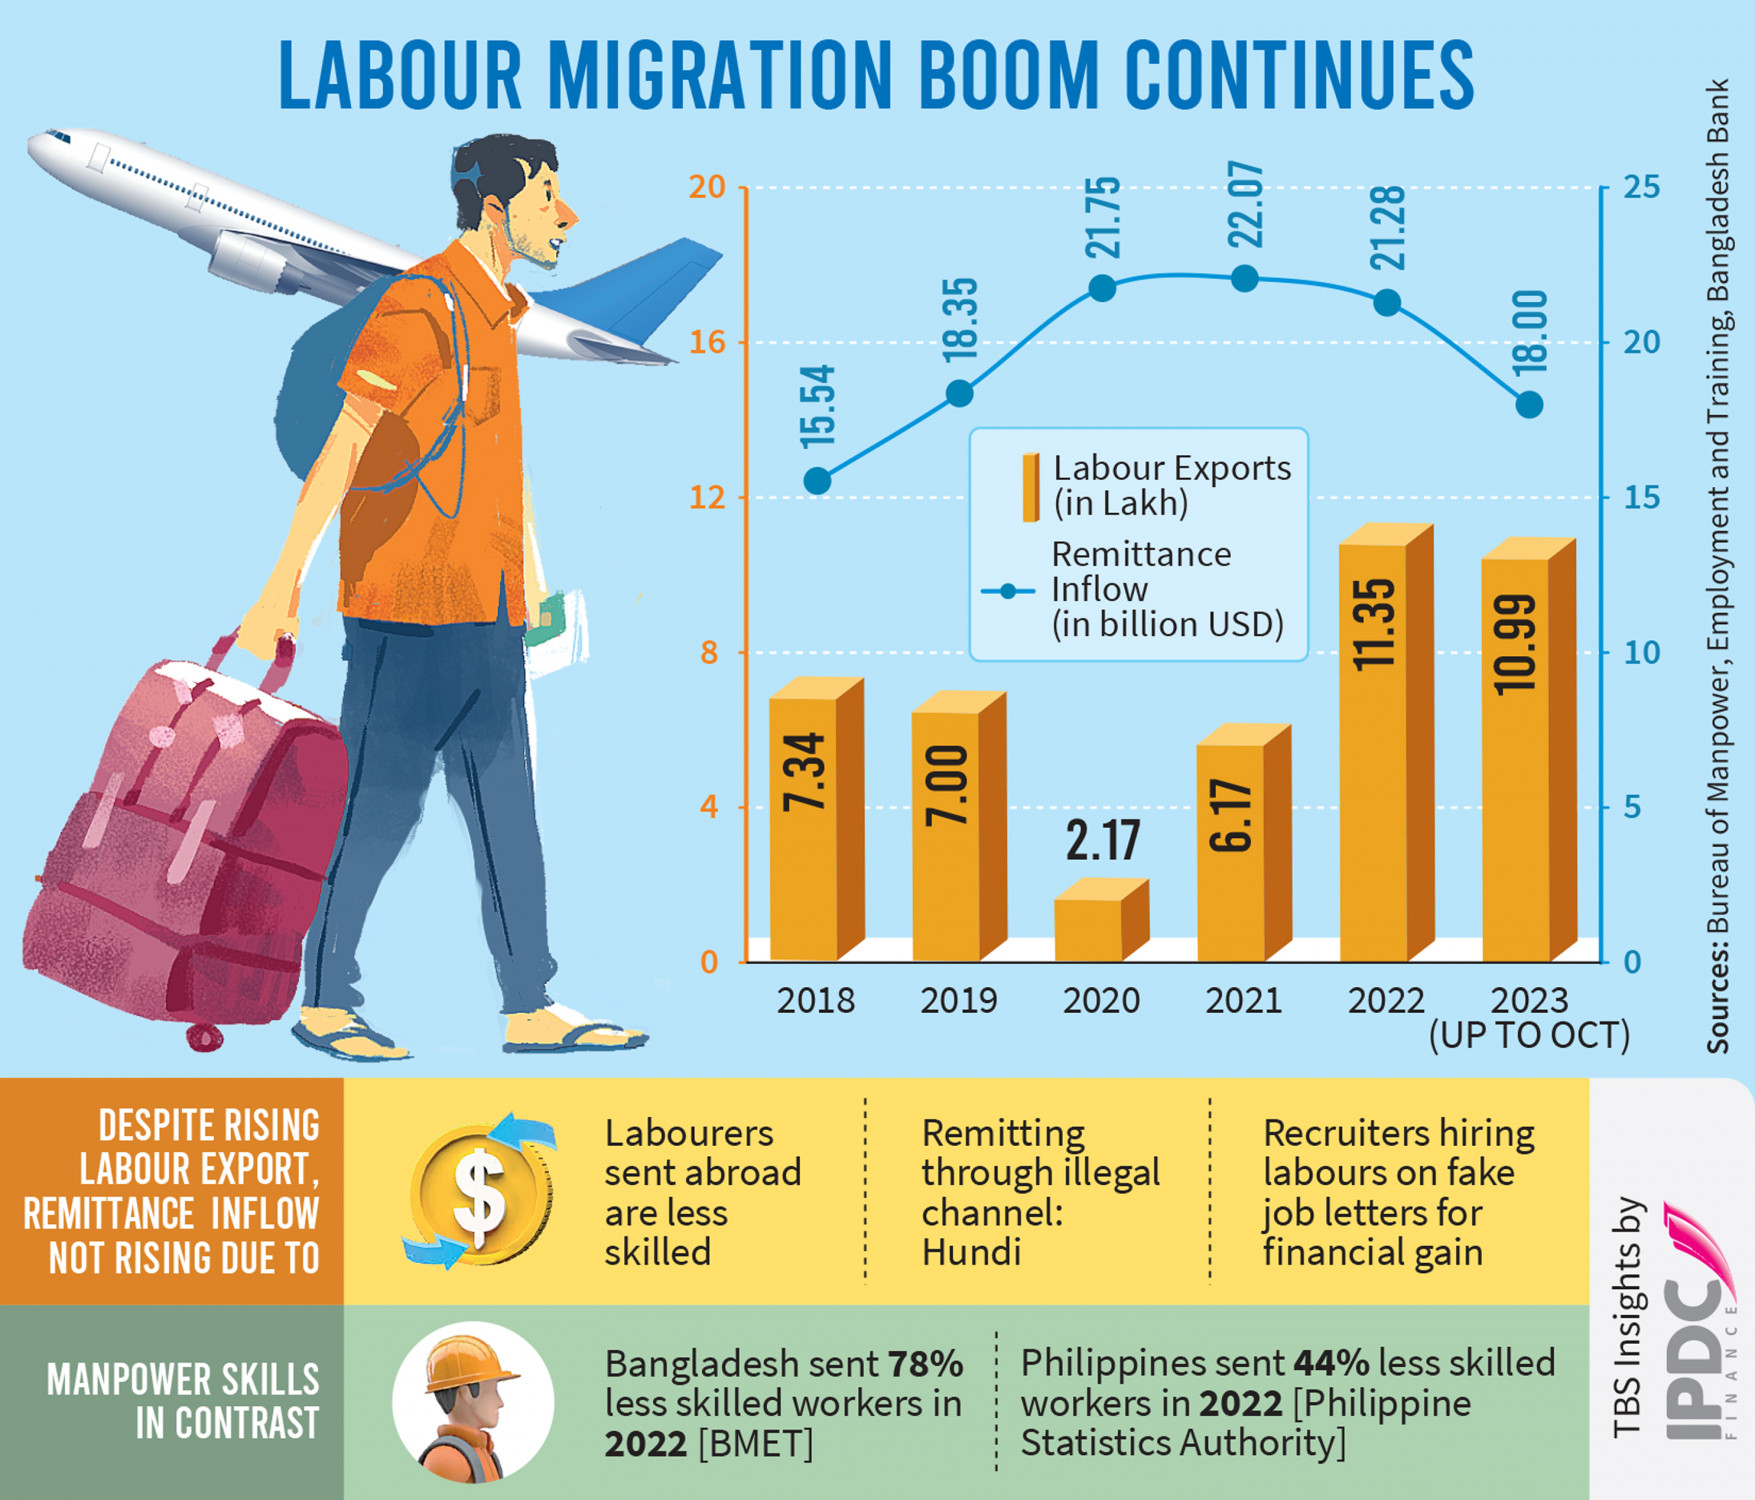 LABOUR MIGRATION BOOM CONTINUES
20
16
12
8
4
0
25
20
15
10
5
0
15.54
18.35
21.75
22.07
21.28
18.00
Labour Exports
(in Lakh)
Remittance
Inflow
(in billion USD)
7.34
7.00
2.17
6.17
11.35
10.99
2018
2019
2020
2021
2022
2023
(UP TO OCT)
Sources: Bureau of Manpower, Employment and Training, Bangladesh Bank
DESPITE RISING
LABOUR EXPORT,
REMITTANCE INFLOW
NOT RISING DUE TO
$
Labourers
sent abroad
are less
skilled
Remitting
through illegal
channel:
Hundi
Recruiters hiring
labours on fake
job letters for
financial gain
MANPOWER SKILLS
IN CONTRAST
Bangladesh sent 78%
less skilled workers in
2022 [BMET]
Philippines sent 44% less skilled
workers in 2022 [Philippine
Statistics Authority]
TBS Insights by
IPDC
FINANCE